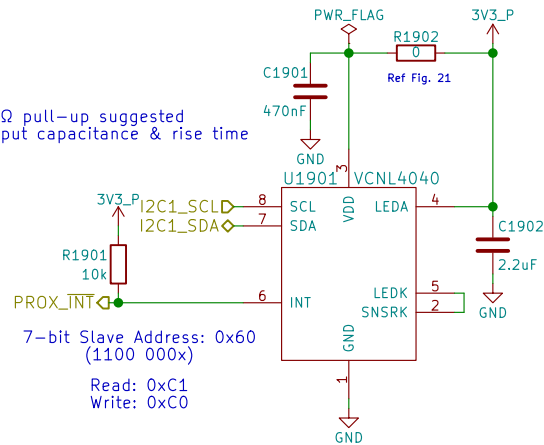 PWR_FLAG
3V3_P
R1902
0
Ref Fig. 21
C1901
470nF
GND
Ω pull-up suggested
put capacitance & rise time
U1901 VCNL4040
3
VDD
3V3_P
I2C1_SCL
8
SCL
LEDA
4
I2C1_SDA
7
SDA
C1902
2.2uF
GND
R1901
10k
PROX_INT
6
INT
LEDK
5
SNSRK
2
GND
1
GND
7-bit Slave Address: 0x60
(1100 000x)
Read: 0xC1
Write: 0xC0